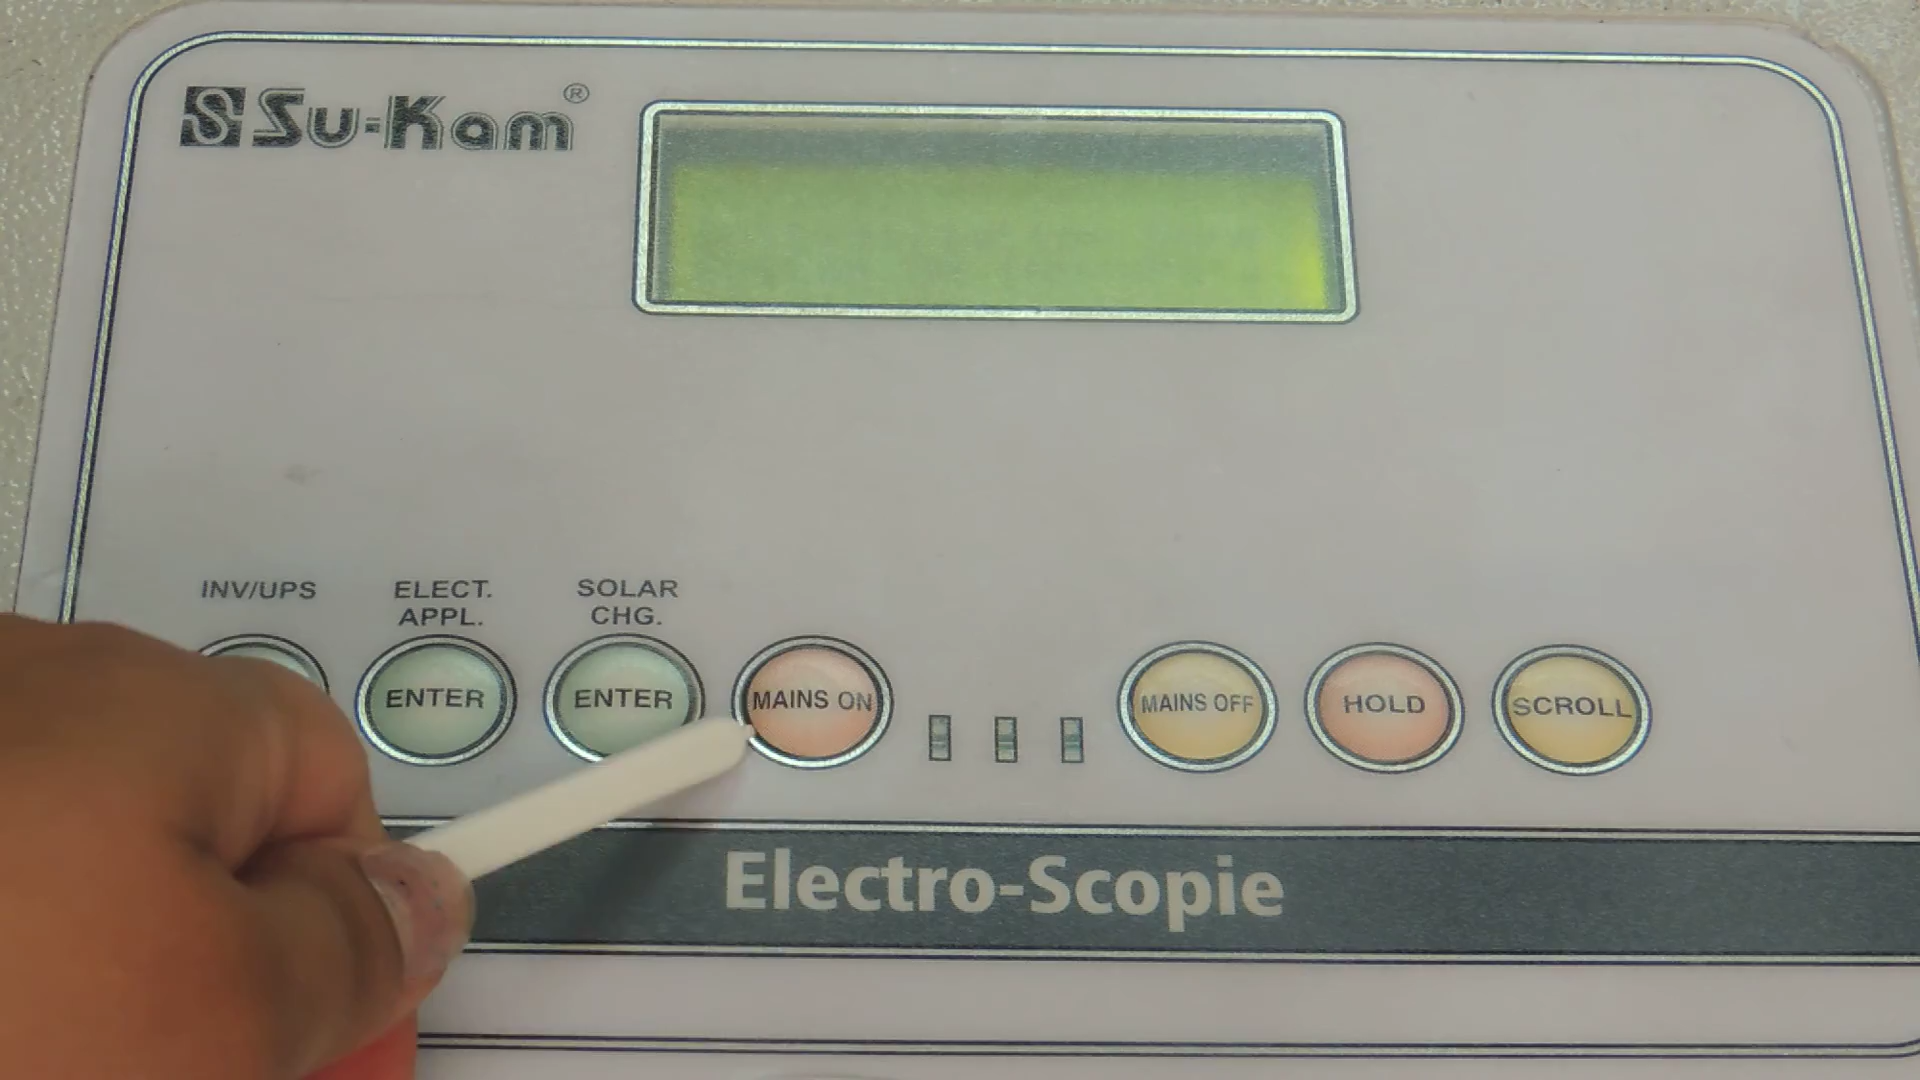 Su-Kam®
INV/UPS
ELECT.
APPL.
SOLAR
CHG.
ENTER
ENTER
MAINS ON
MAINS OFF
HOLD
SCROLL
Electro-Scopie